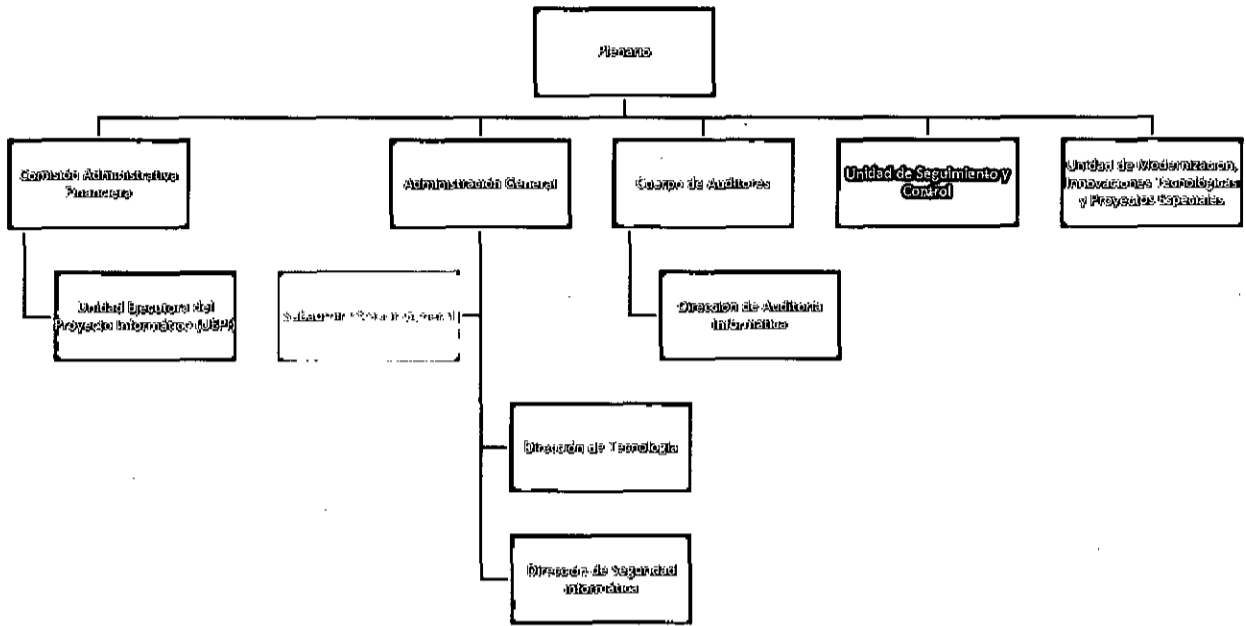 Plenario
Comisión Administrativa
Financiera
Administración General
Cuerpo de Auditores
Unidad de Seguimiento y
Control
Unidad de Modernización,
Innovaciones Tecnológicas
y Proyectos Especiales
Unidad Ejecutora del
Proyecto Informático (UEPI)
Dirección de Auditoría
Informática
Dirección de Tecnología
Dirección de Seguridad
Informática